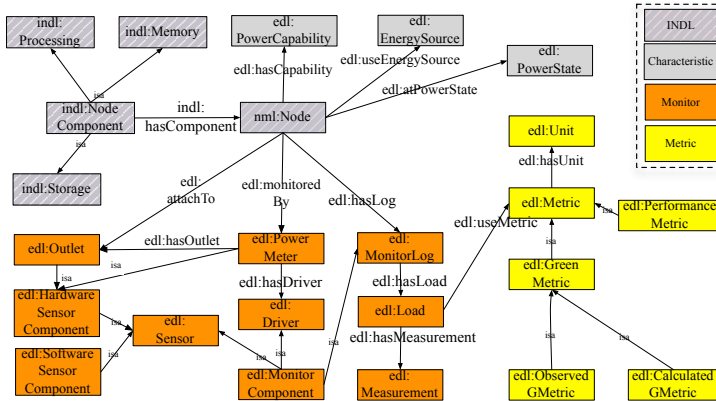 indl:
Processing
indl:Memory
edl:
PowerCapability
edl:
EnergySource
edl:
PowerState
INDL
Characteristic
Monitor
Metric
edl:hasCapability
edl:useEnergySource
edl:atPowerState
isa
indl:Node
Component
indl:
hasComponent
nml:Node
isa
indl:Storage
edl:
attachTo
edl:monitored
By
edl:hasLog
edl:Unit
edl:hasUnit
edl:Metric
edl:Performance
Metric
isa
edl:useMetric
edl:Outlet
edl:hasOutlet
edl:Power
Meter
edl:
MonitorLog
isa
isa
isa
edl:hasDriver
edl:hasLoad
edl:Green
Metric
edl:Hardware
Sensor
Component
isa
edl:
Sensor
edl:
Driver
edl:Load
edl:hasMeasurement
edl:Software
Sensor
Component
isa
isa
isa
isa
edl:Monitor
Component
edl:
Measurement
isa
isa
edl:Observed
GMetric
edl:Calculated
GMetric